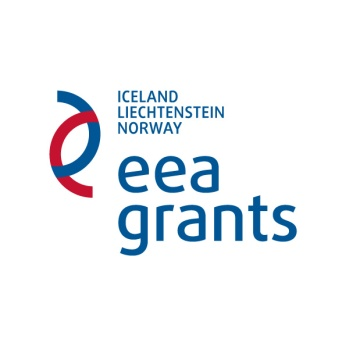 ICELAND
LIECHTENSTEIN
NORWAY
eea
grants